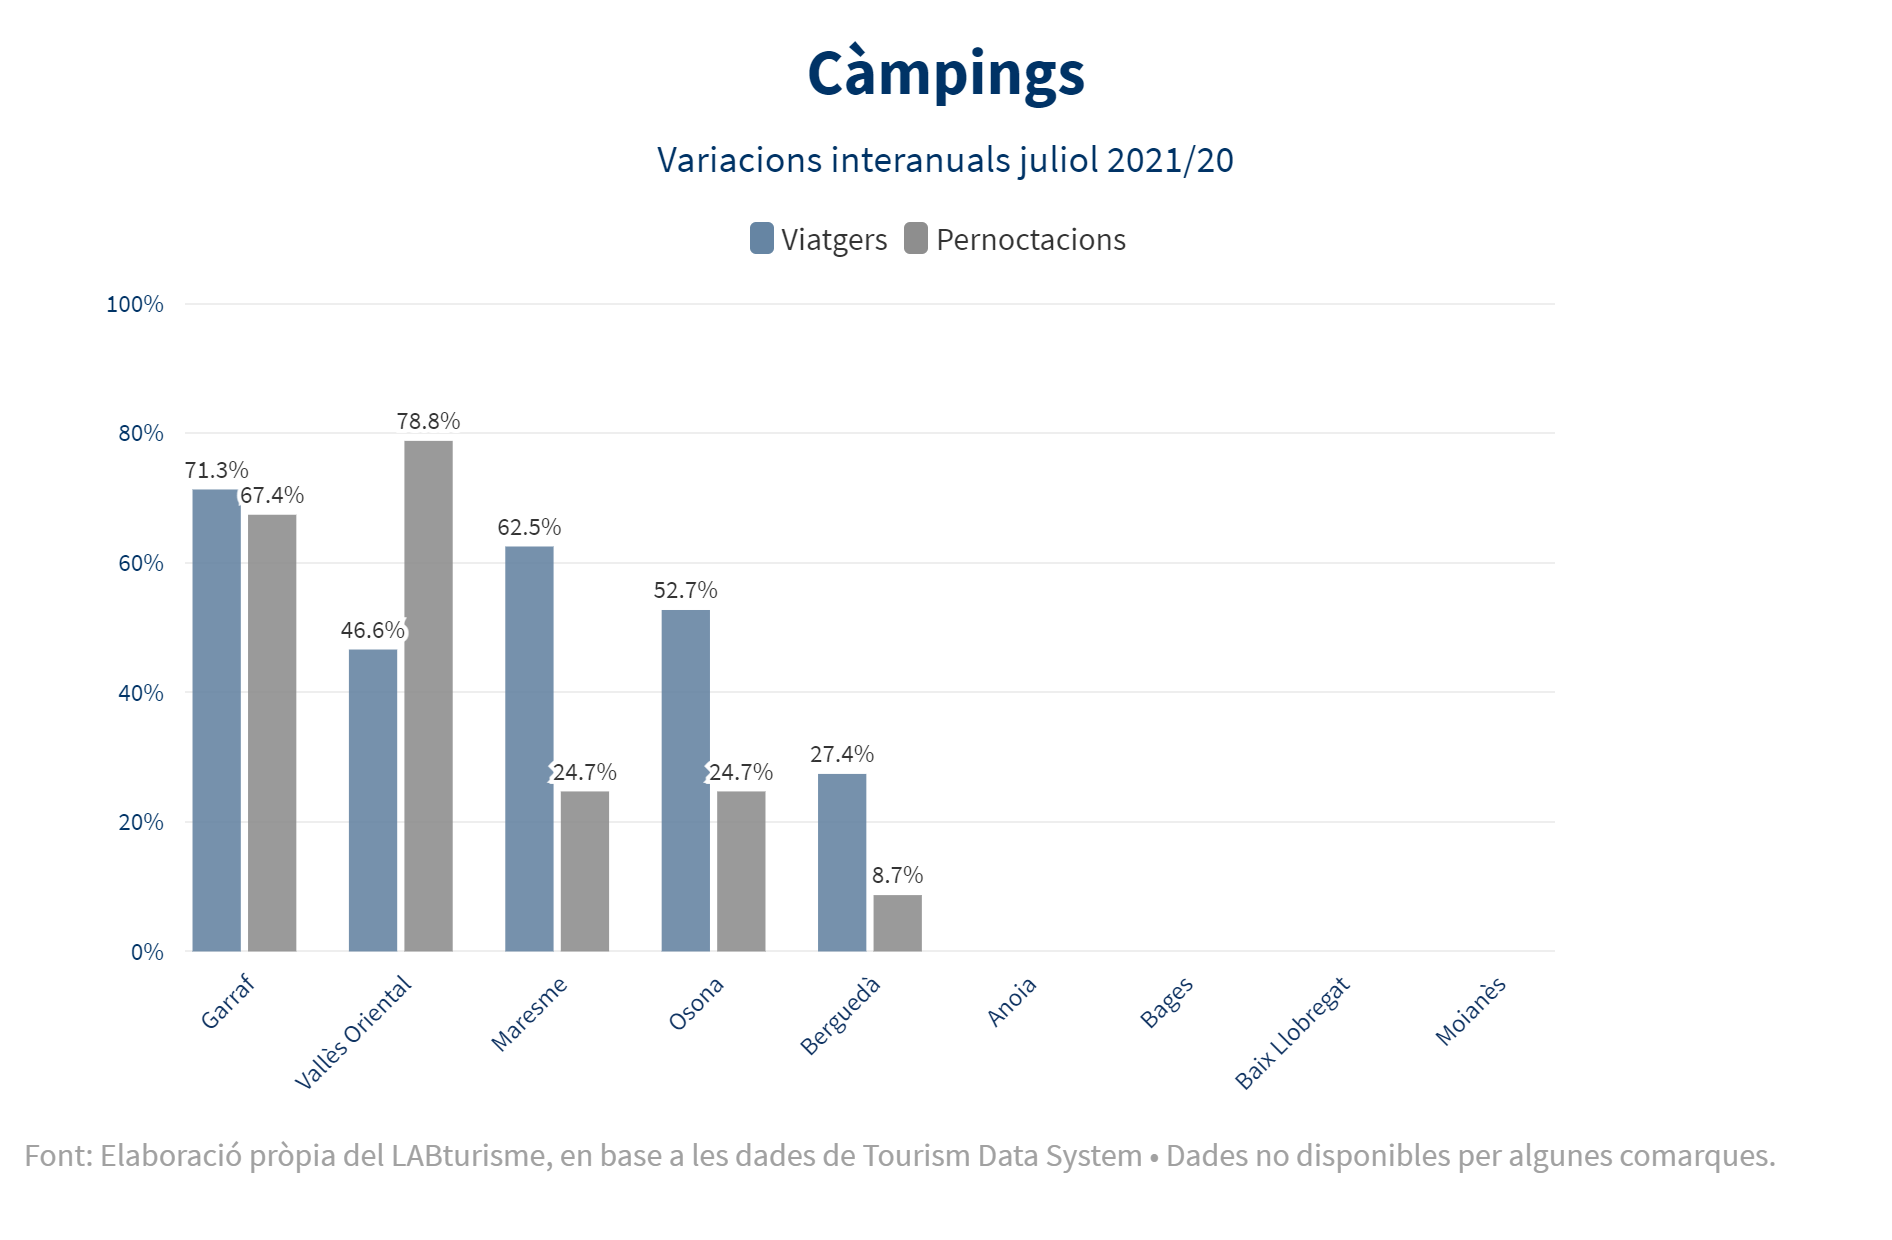 Càmpings
Variacions interanuals juliol 2021/20
Viatgers Pernoctacions
100%
80%
60%
40%
20%
0%
71.3%
67.4%
46.6%
78.8%
62.5%
24.7%
52.7%
24.7%
27.4%
8.7%
Garraf
Vallès Oriental
Maresme
Osona
Berguedà
Anoia
Bages
Baix Llobregat
Moianès
Font: Elaboració pròpia del LABturisme, en base a les dades de Tourism Data System • Dades no disponibles per algunes comarques.